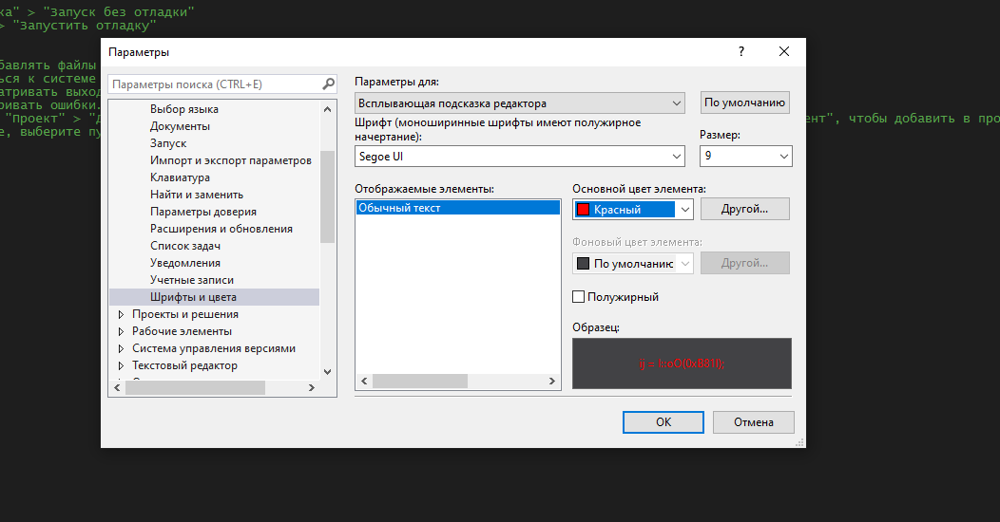 ка" > "Запуск без отладки"
> "Запустить отладку"
Параметры
?
бавлять файлы
ься к системе
атривать выход
ривать ошибки.
"Проект" > "д
ент", чтобы добавить в про
е, выберите пу
Параметры поиска (CTRL+E)
Выбор языка
Документы
Запуск
Импорт и экспорт параметров
Клавиатура
Найти и заменить
Параметры доверия
Расширения и обновления
Список задач
Уведомления
Учетные записи
Шрифты и цвета
Проекты и решения
Рабочие элементы
Система управления версиями
Текстовый редактор
Параметры для:
Всплывающая подсказка редактора
По умолчанию
Шрифт (моноширинные шрифты имеют полужирное
начертание):
Размер:
Segoe UI
9
Отображаемые элементы:
Обычный текст
Основной цвет элемента:
Красный
Другой...
Фоновый цвет элемента:
По умолчанию
Другой...
Полужирный
Образец:
ij = I::oO(0xB81l);
OK
Отмена